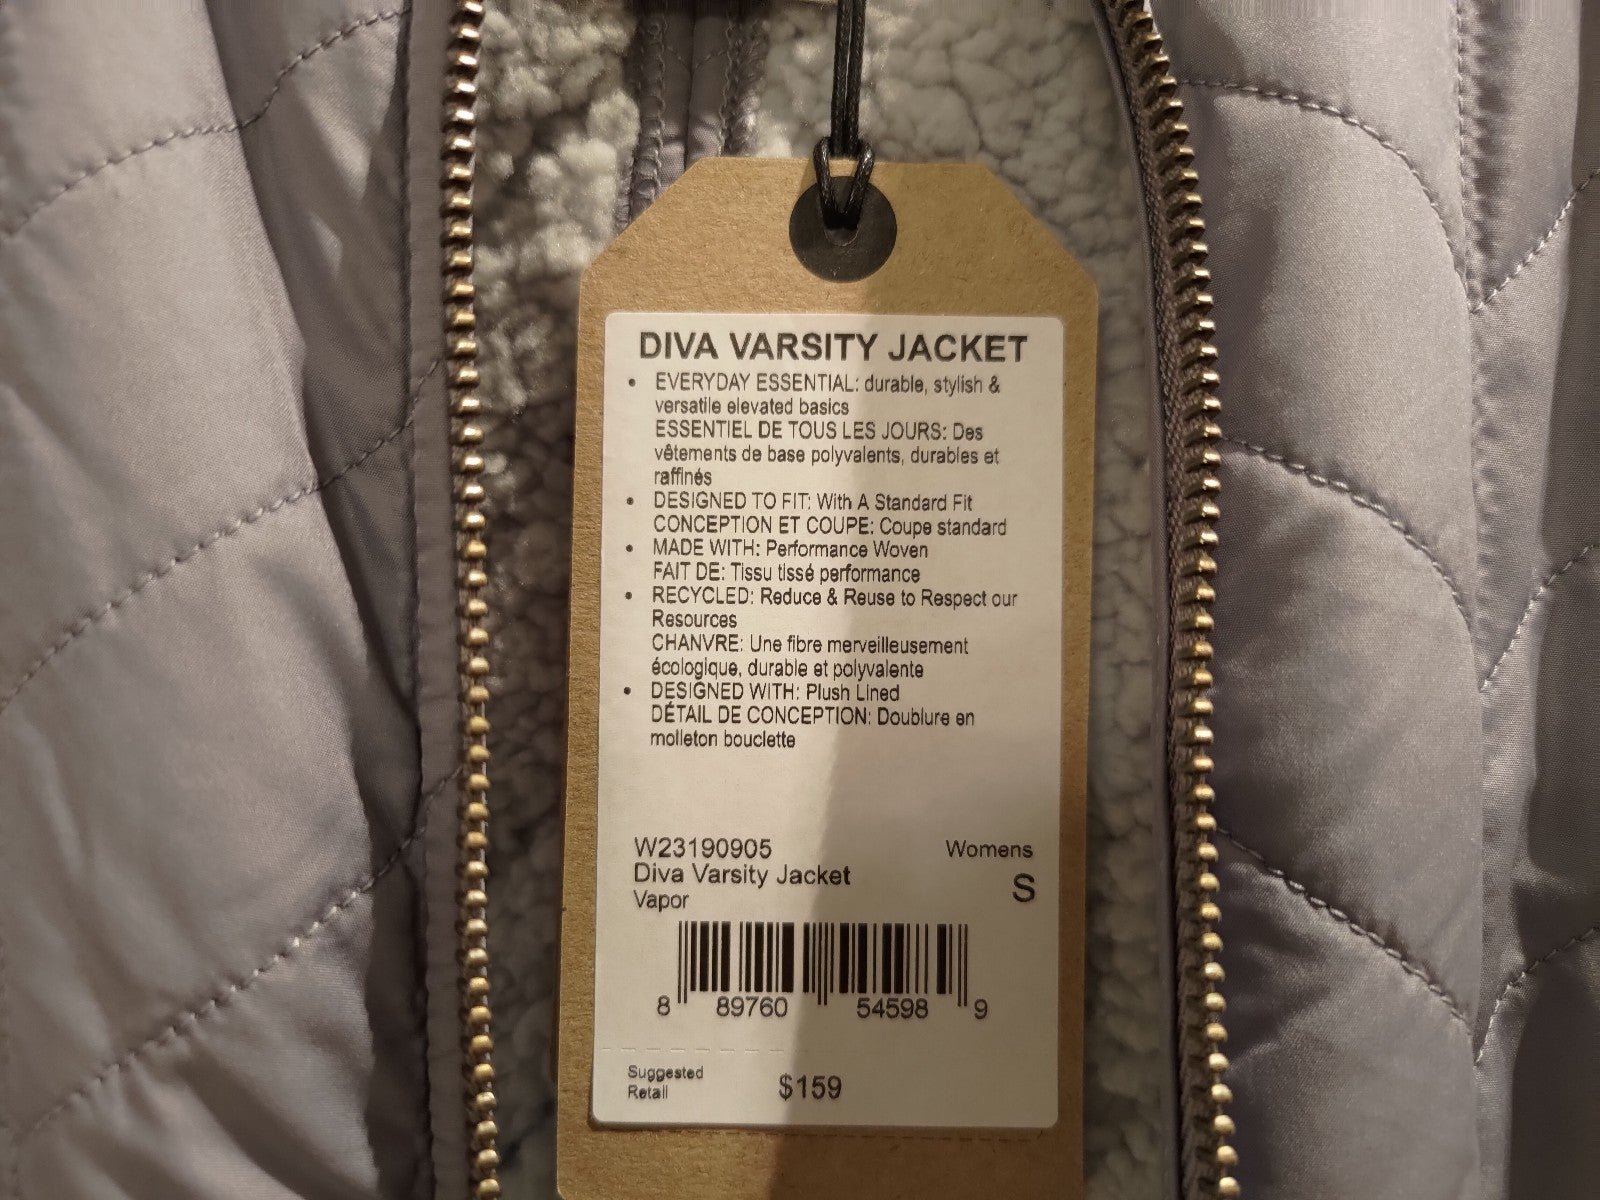 DIVA VARSITY JACKET
• EVERYDAY ESSENTIAL: durable, stylish &
versatile elevated basics
ESSENTIEL DE TOUS LES JOURS: Des
vêtements de base polyvalents, durables et
raffinés
• DESIGNED TO FIT: With A Standard Fit
CONCEPTION ET COUPE: Coupe standard
• MADE WITH: Performance Woven
FAIT DE: Tissu tissé performance
• RECYCLED: Reduce & Reuse to Respect our
Resources
CHANVRE: Une fibre merveilleusement
écologique, durable et polyvalente
• DESIGNED WITH: Plush Lined
DÉTAIL DE CONCEPTION: Doublure en
molleton bouclette
W23190905 Womens
Diva Varsity Jacket S
Vapor
8 89760 54598 9
Suggested
Retail $159